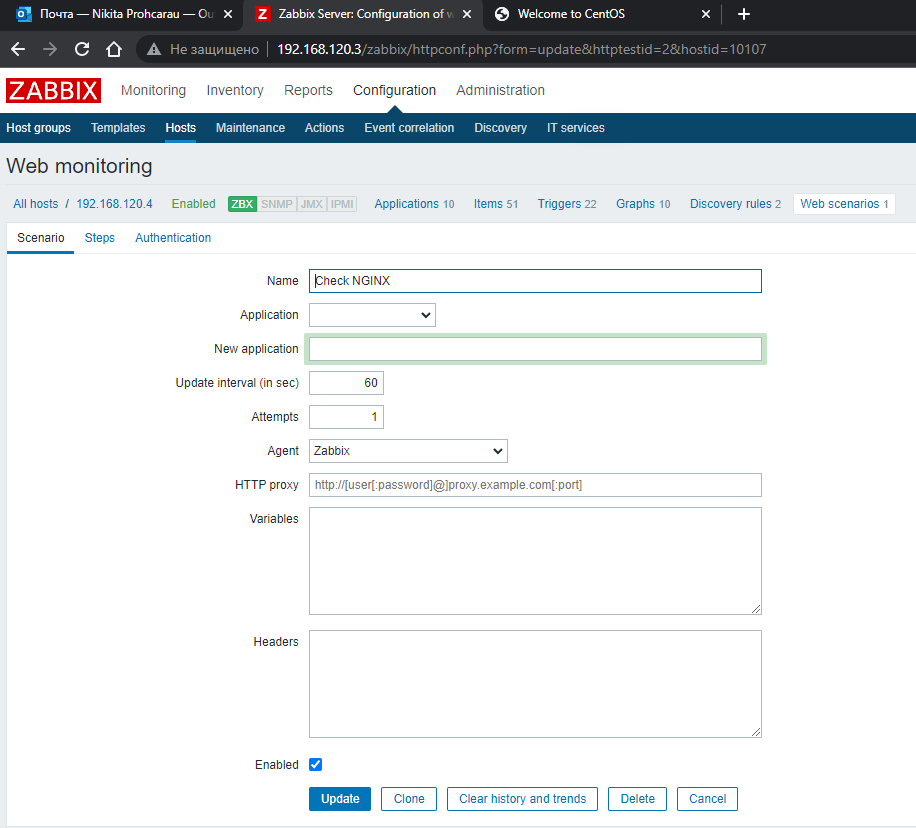 Почта — Nikita Prohcarau — Ou
Zabbix Server: Configuration of w
Welcome to CentOS
Не защищено 192.168.120.3/zabbix/httpconf.php?form=update&httptestid=2&hostid=10107
ZABBIX Monitoring Inventory Reports Configuration Administration
Host groups Templates Hosts Maintenance Actions Event correlation Discovery IT services
Web monitoring
All hosts / 192.168.120.4 Enabled ZBX SNMP JMX IPMI Applications 10 Items 51 Triggers 22 Graphs 10 Discovery rules 2 Web scenarios 1
Scenario Steps Authentication
Name Check NGINX
Application
New application
Update interval (in sec) 60
Attempts 1
Agent Zabbix
HTTP proxy http://[user[:password]@]proxy.example.com[:port]
Variables
Headers
Enabled
Update Clone Clear history and trends Delete Cancel